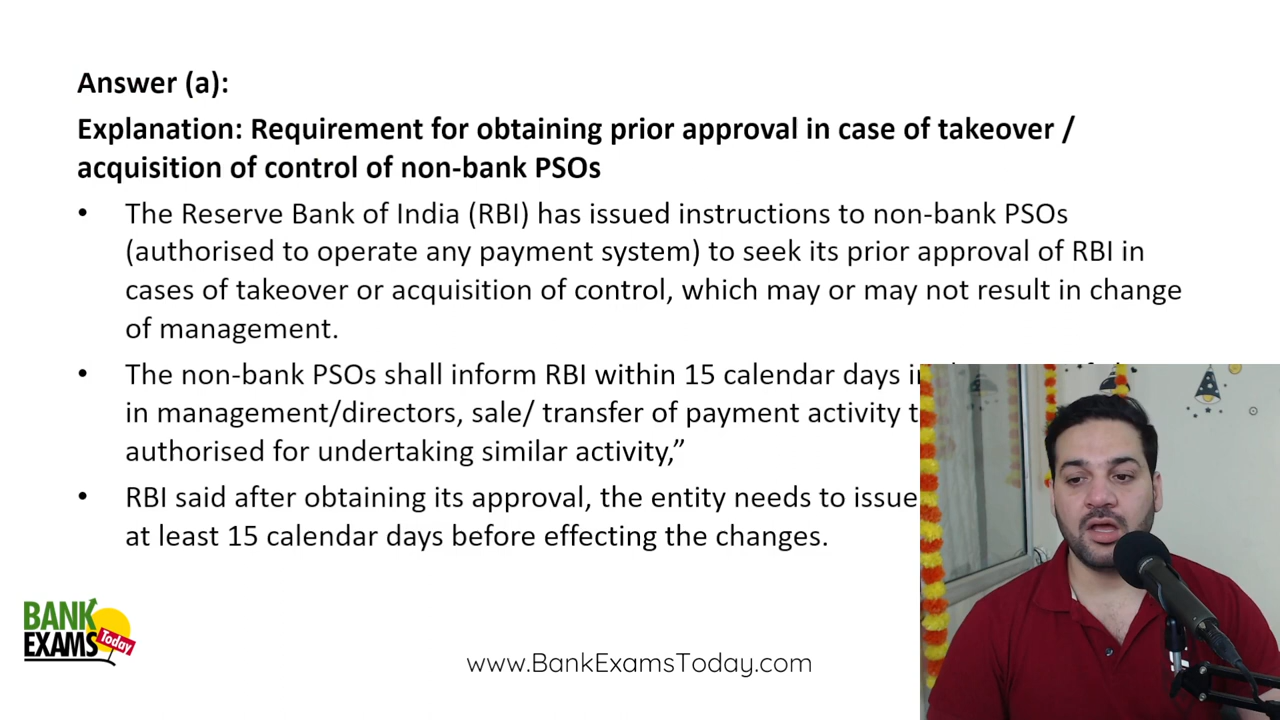 Answer (a):
Explanation: Requirement for obtaining prior approval in case of takeover /
acquisition of control of non-bank PSOs
• The Reserve Bank of India (RBI) has issued instructions to non-bank PSOs
(authorised to operate any payment system) to seek its prior approval of RBI in
cases of takeover or acquisition of control, which may or may not result in change
of management.
• The non-bank PSOs shall inform RBI within 15 calendar days
in management/directors, sale/ transfer of payment activity
authorised for undertaking similar activity,”
• RBI said after obtaining its approval, the entity needs to issue
at least 15 calendar days before effecting the changes.
BANK
EXAMS Today
www.BankExamsToday.com